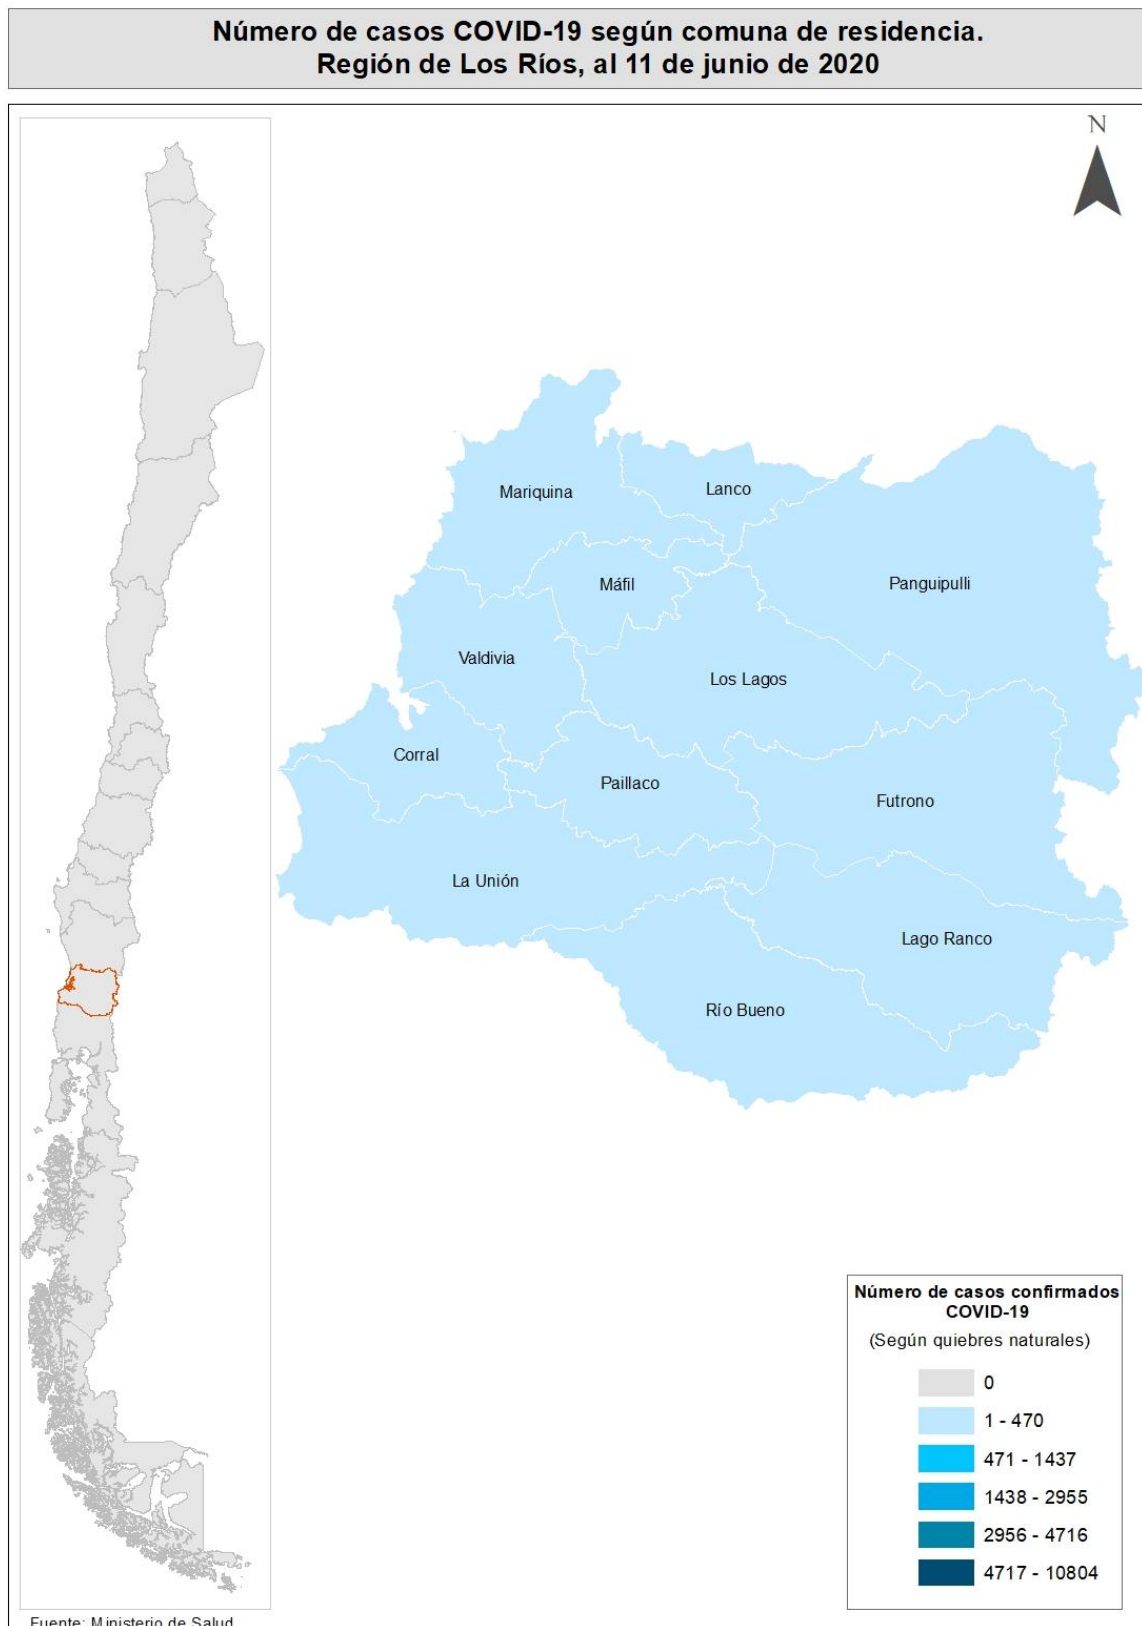 Número de casos COVID-19 según comuna de residencia.
Región de Los Ríos, al 11 de junio de 2020
N
Mariquina
Lanco
Máfil
Panguipulli
Valdivia
Los Lagos
Corral
Paillaco
Futrono
La Unión
Lago Ranco
Río Bueno
Número de casos confirmados
COVID-19
(Según quiebres naturales)
0
1 - 470
471 - 1437
1438 - 2955
2956 - 4716
4717 - 10804
Fuente: Ministerio de Salud